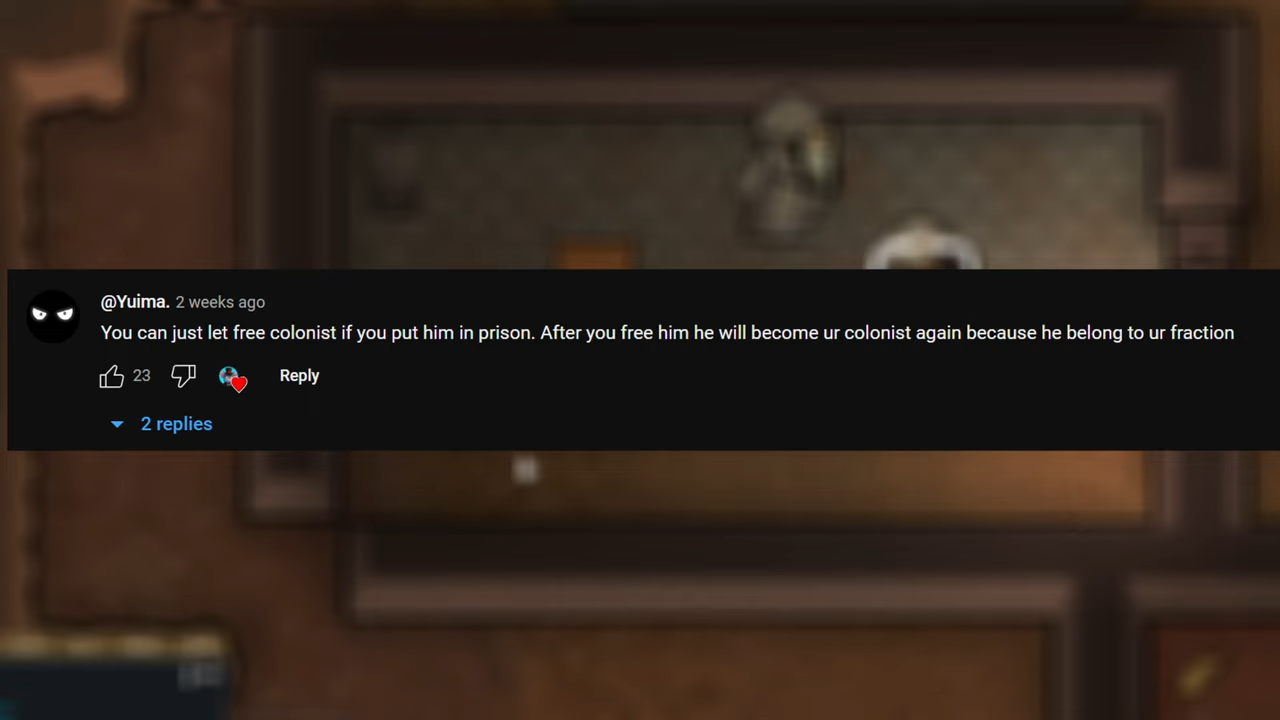 @Yuima. 2 weeks ago
You can just let free colonist if you put him in prison. After you free him he will become ur colonist again because he belong to ur fraction
23 Reply
2 replies